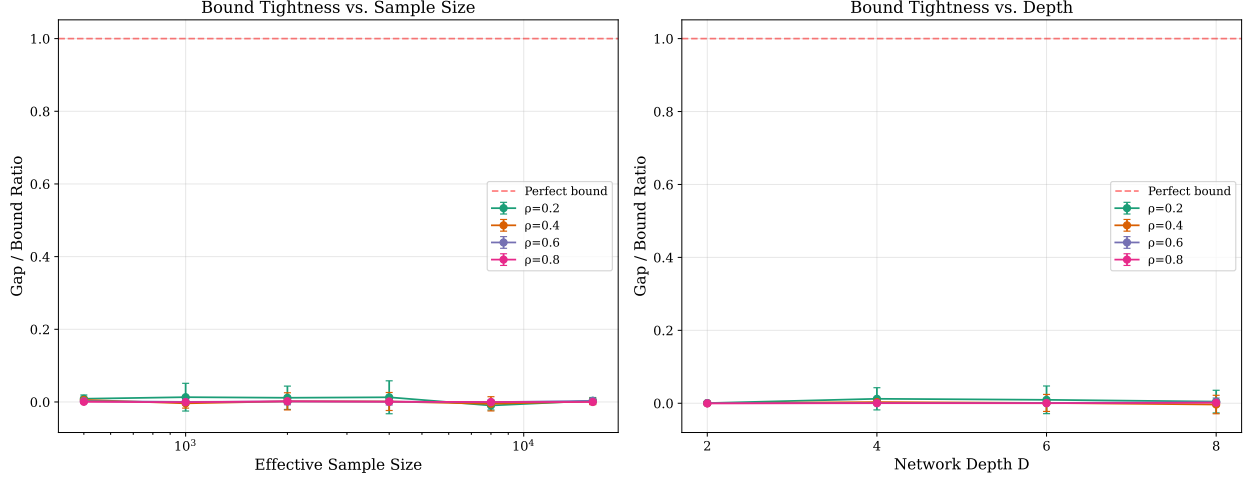 Bound Tightness vs. Sample Size
Gap / Bound Ratio
1.0
0.8
0.6
0.4
0.2
0.0
Perfect bound
ρ=0.2
ρ=0.4
ρ=0.6
ρ=0.8
10³
10⁴
Effective Sample Size
Bound Tightness vs. Depth
Gap / Bound Ratio
1.0
0.8
0.6
0.4
0.2
0.0
Perfect bound
ρ=0.2
ρ=0.4
ρ=0.6
ρ=0.8
2
4
6
8
Network Depth D